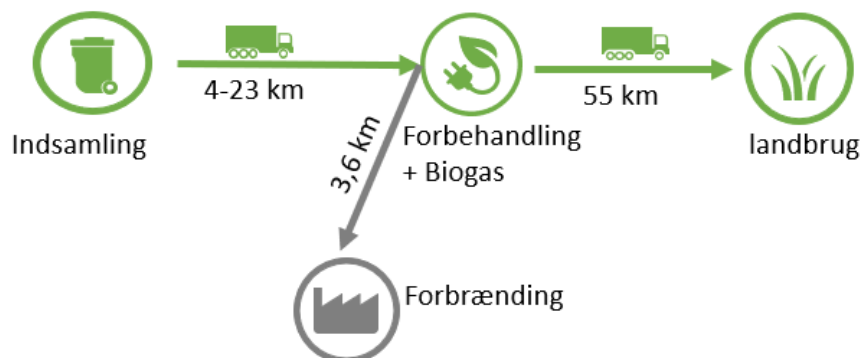 Indsamling
4-23 km
Forbehandling
+ Biogas
55 km
landbrug
3,6 km
Forbrænding